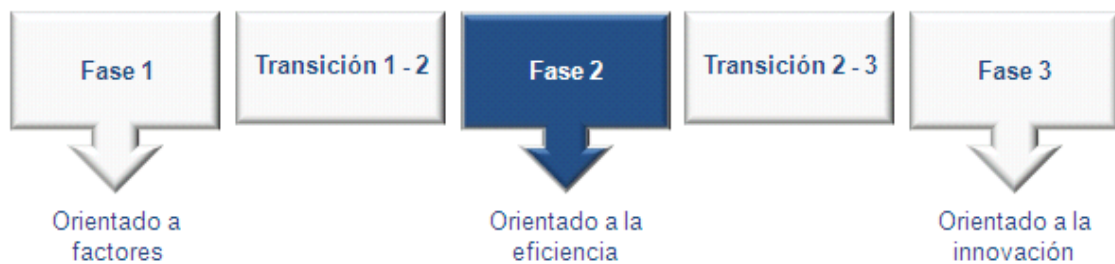 Fase 1
Transición 1 - 2
Fase 2
Transición 2 - 3
Fase 3
Orientado a
factores
Orientado a la
eficiencia
Orientado a la
innovación